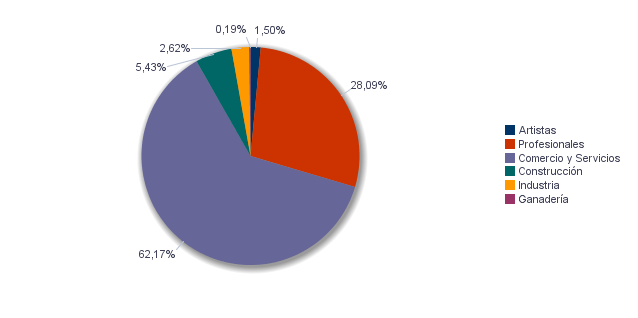 0,19%
1,50%
2,62%
5,43%
28,09%
62,17%
Artistas
Profesionales
Comercio y Servicios
Construcción
Industria
Ganadería